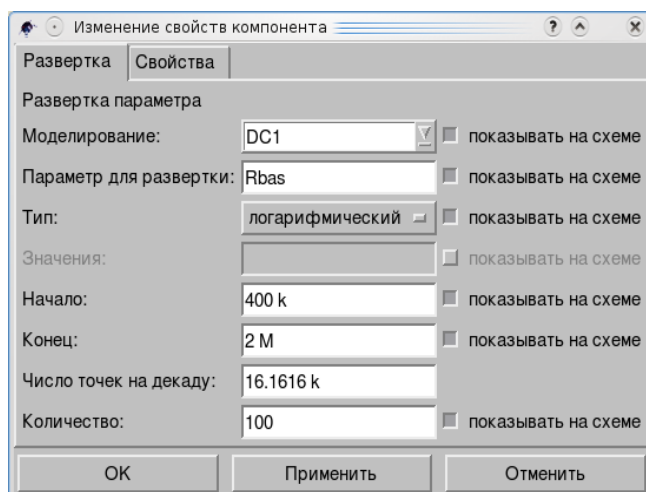 Изменение свойств компонента
Развертка Свойства
Развертка параметра
Моделирование: DC1 показывать на схеме
Параметр для развертки: Rbas показывать на схеме
Тип: логарифмический показывать на схеме
Значения: показывать на схеме
Начало: 400 k показывать на схеме
Конец: 2 M показывать на схеме
Число точек на декаду: 16.1616 k
Количество: 100 показывать на схеме
OK Применить Отменить